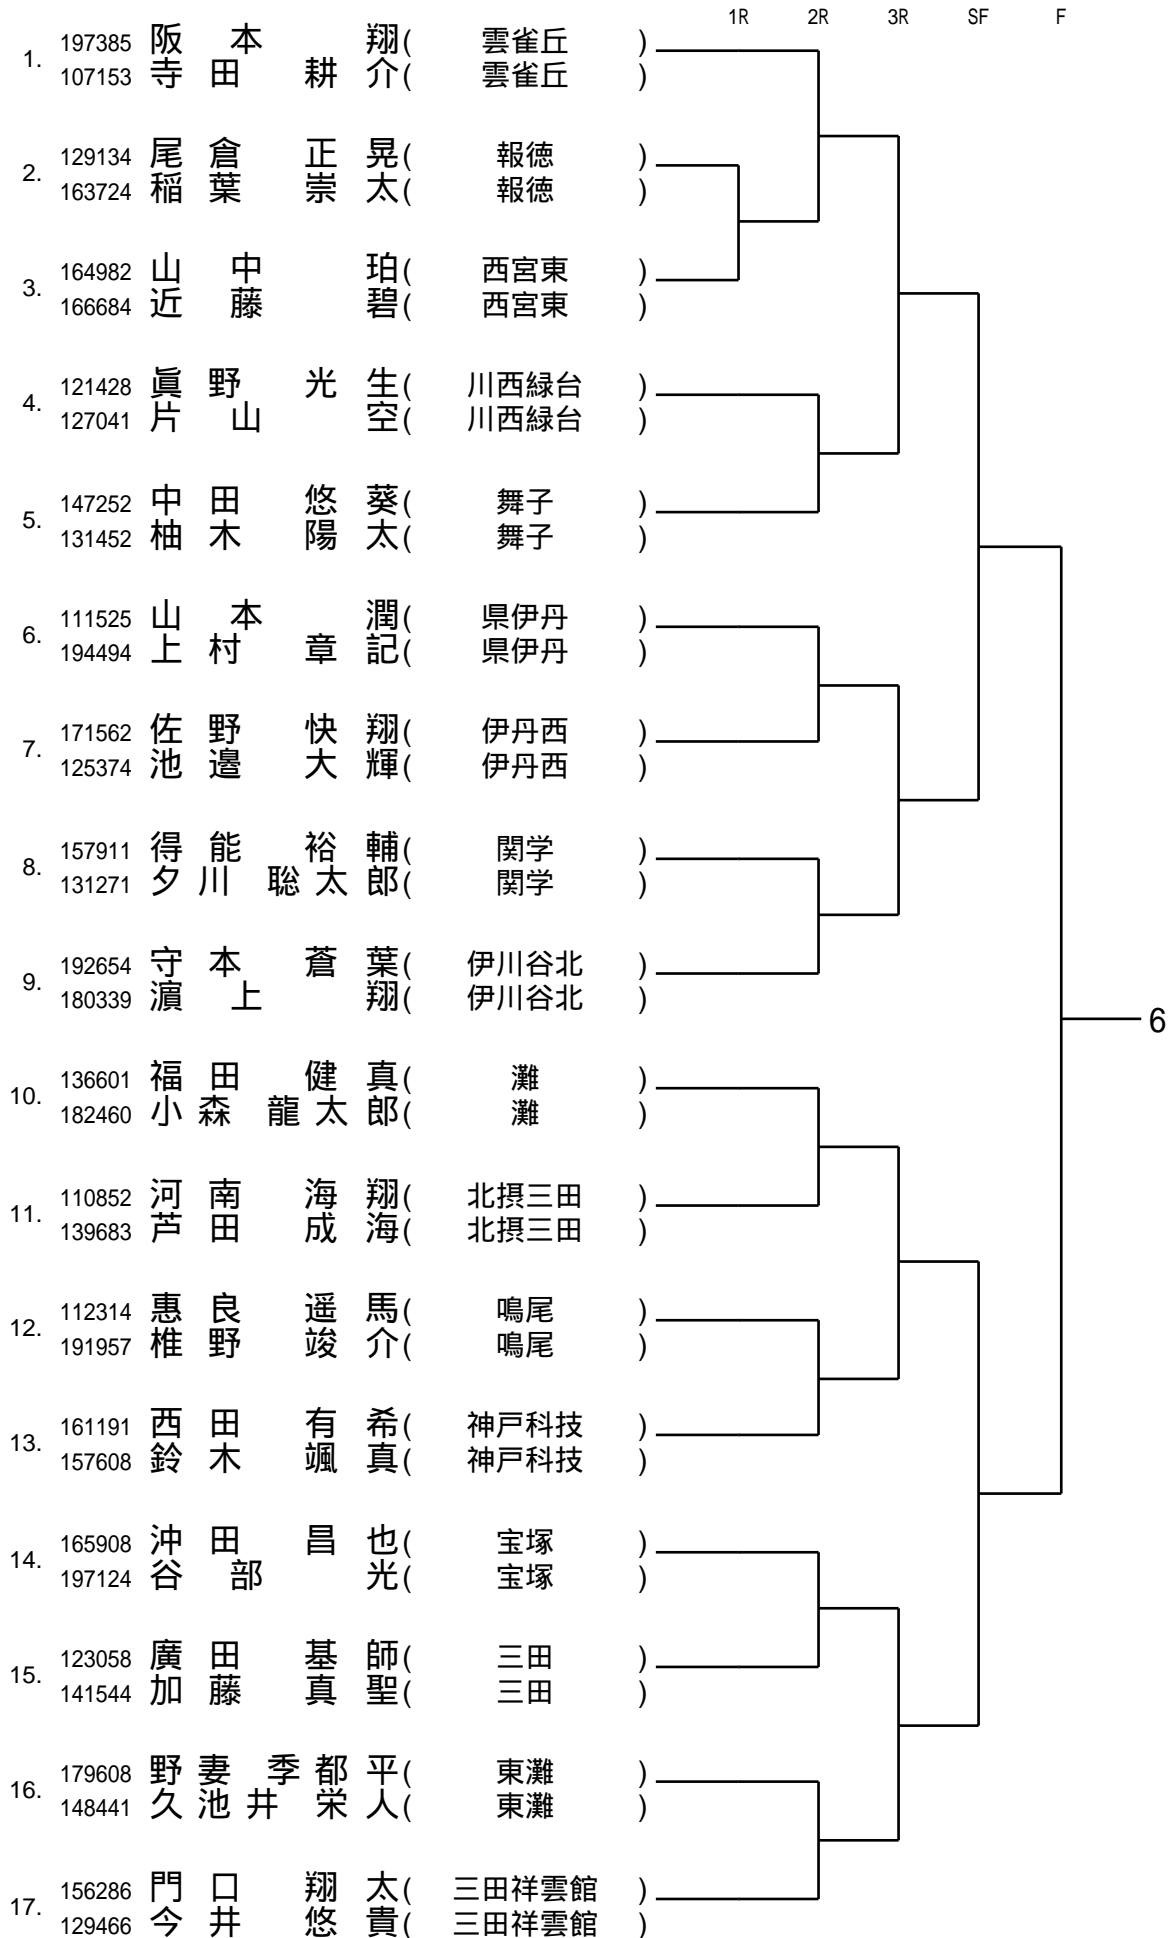 1R 2R 3R SF F
1. 197385 阪本 翔( 雲雀丘 )
107153 寺田 耕介( 雲雀丘 )
2. 129134 尾倉 正晃( 報徳 )
163724 稲葉 崇太( 報徳 )
3. 164982 山中 珀( 西宮東 )
166684 近藤 碧( 西宮東 )
4. 121428 眞野 光生( 川西緑台 )
127041 片山 空( 川西緑台 )
5. 147252 中田 悠葵( 舞子 )
131452 柚木 陽太( 舞子 )
6. 111525 山本 潤( 県伊丹 )
194494 上村 章記( 県伊丹 )
7. 171562 佐野 快翔( 伊丹西 )
125374 池邉 大輝( 伊丹西 )
8. 157911 得能 裕輔( 関学 )
131271 夕川 聡太郎( 関学 )
9. 192654 守本 蒼葉( 伊川谷北 )
180339 濵上 翔( 伊川谷北 )
6
10. 136601 福田 健真( 灘 )
182460 小森 龍太郎( 灘 )
11. 110852 河南 海翔( 北摂三田 )
139683 芦田 成海( 北摂三田 )
12. 112314 惠良 遥馬( 鳴尾 )
191957 椎野 竣介( 鳴尾 )
13. 161191 西田 有希( 神戸科技 )
157608 鈴木 颯真( 神戸科技 )
14. 165908 沖田 昌也( 宝塚 )
197124 谷部 光( 宝塚 )
15. 123058 廣田 基師( 三田 )
141544 加藤 真聖( 三田 )
16. 179608 野妻 季都平( 東灘 )
148441 久池井 栄人( 東灘 )
17. 156286 門口 翔太( 三田祥雲館 )
129466 今井 悠貴( 三田祥雲館 )